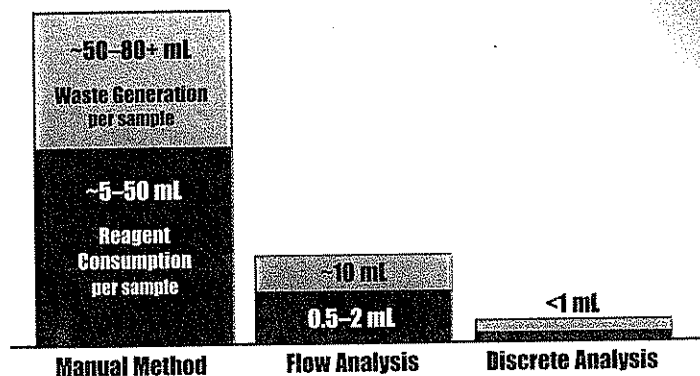 ~50–80+ mL
Waste Generation
per sample
~5–50 mL
Reagent
Consumption
per sample
~10 mL
0.5–2 mL
<1 mL
Manual Method
Flow Analysis
Discrete Analysis